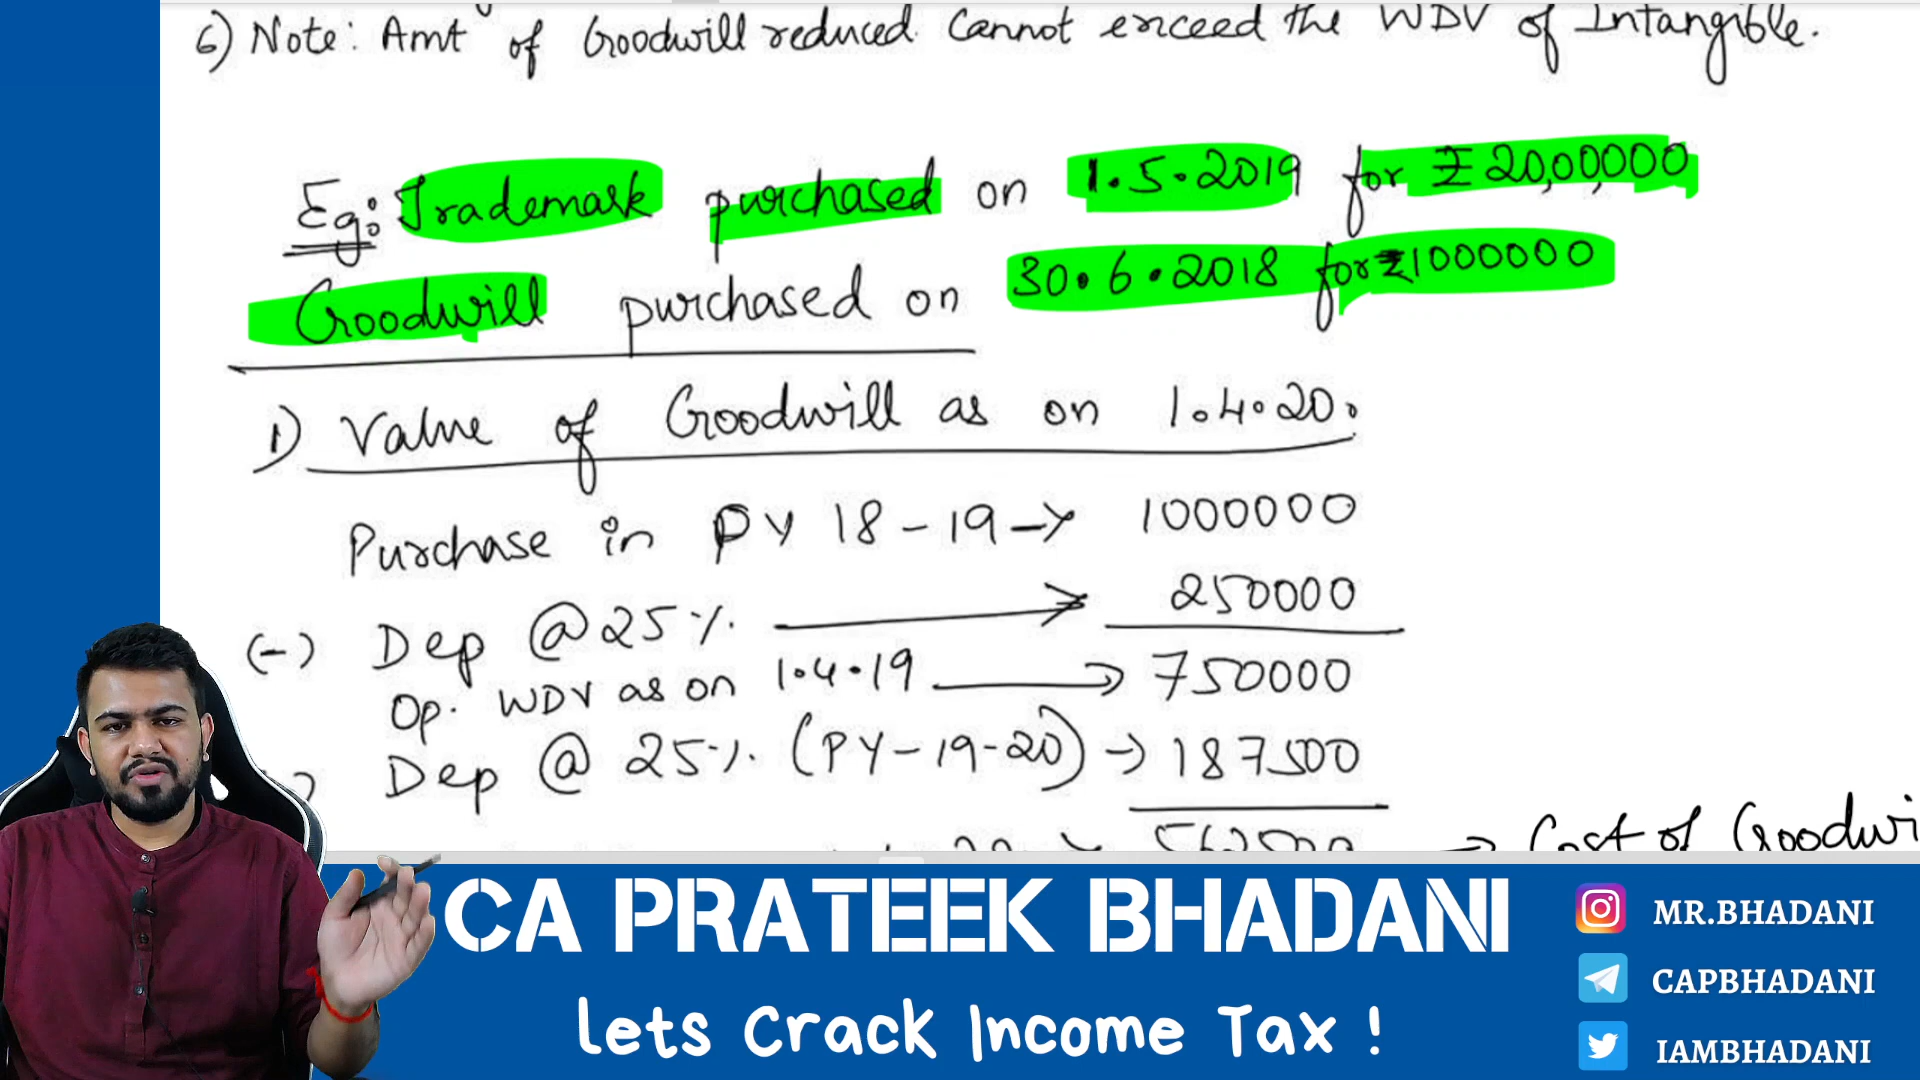 6) Note: Amt of Goodwill reduced cannot exceed the WDV of Intangible.
Eg: Trademark purchased on 1.5.2019 for ₹20,00,000
Goodwill purchased on 30.6.2018 for ₹1000000
1) Value of Goodwill as on 1.4.20.
Purchase in PY 18-19 → 1000000
(-) Dep @ 25% → 250000
Op. WDV as on 1.4.19 → 750000
Dep @ 25% (PY-19-20) → 187500
562500 → Cost of Goodwi
CA PRATEEK BHADANI
Lets Crack Income Tax !
MR.BHADANI
CAPBHADANI
IAMBHADANI